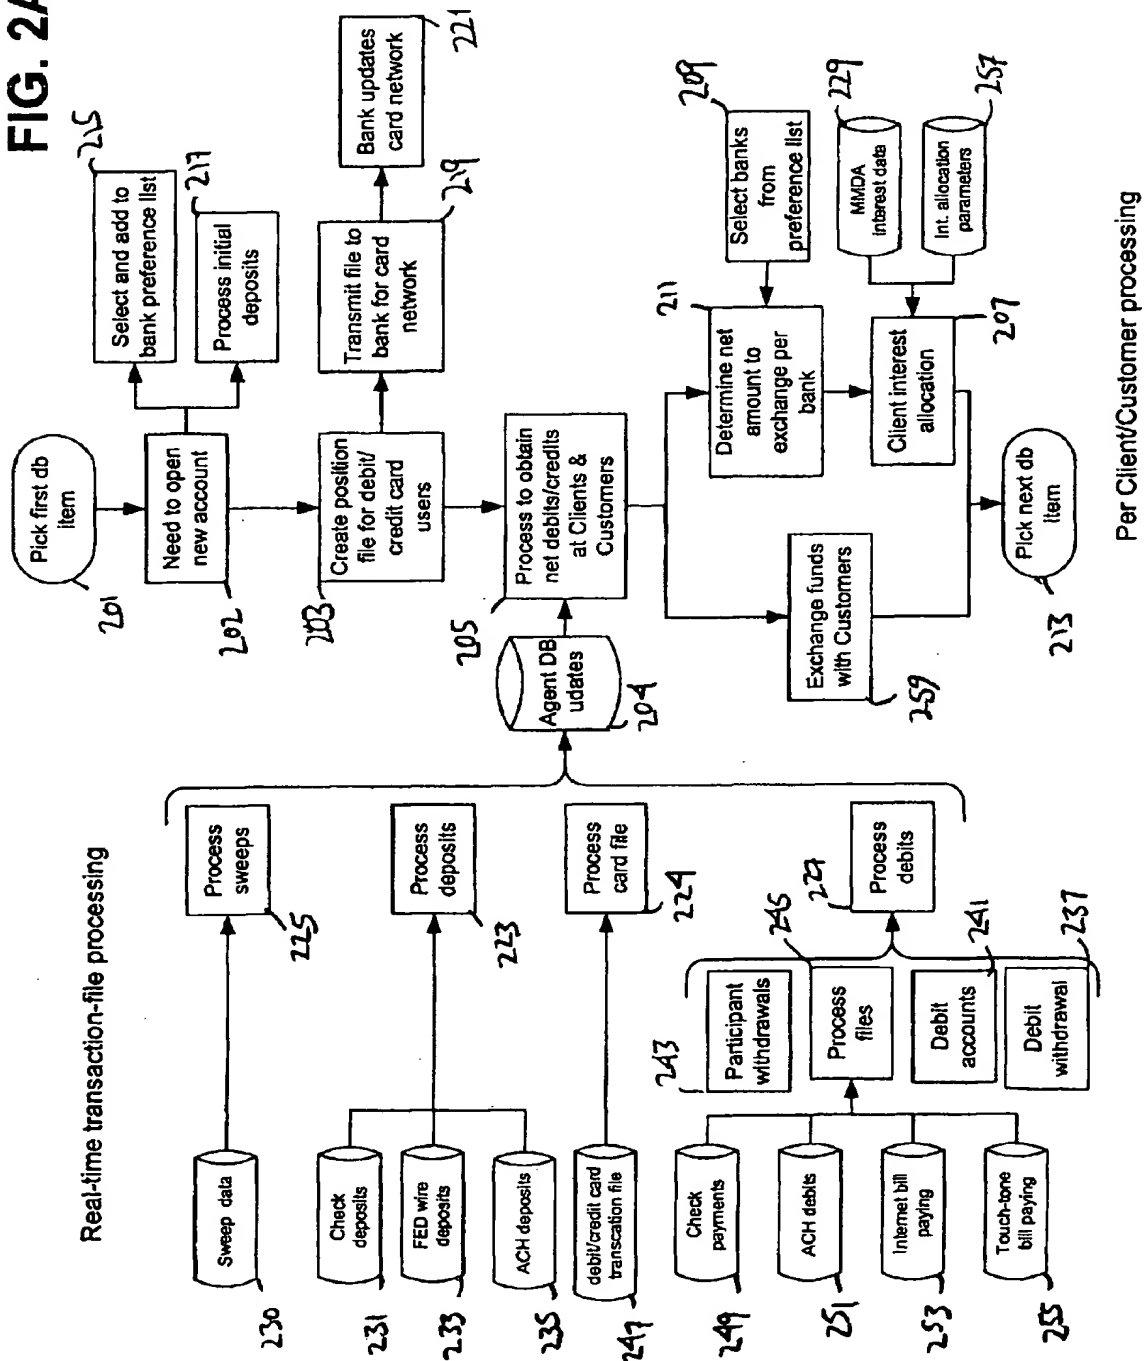 FIG. 2A
Real-time transaction-file processing
Per Client/Customer processing
Pick first db
item
201
Need to open
new account
202
Select and add to
bank preference list
215
Process initial
deposits
217
Create position
file for debit/
credit card
users
203
Transmit file to
bank for card
network
219
Bank updates
card network
221
Process to obtain
net debits/credits
at Clients &
Customers
205
Agent DB
udates
204
Determine net
amount to
exchange per
bank
211
Select banks
from
preference list
209
MMDA
interest data
229
Int. allocation
parameters
257
Client interest
allocation
207
Exchange funds
with Customers
259
Pick next db
item
213
Sweep data
230
Process
sweeps
225
Check
deposits
231
FED wire
deposits
233
ACH deposits
235
Process
deposits
223
debit/credit card
transcation file
247
Process
card file
224
Check
payments
249
ACH debits
251
Internet bill
paying
253
Touch-tone
bill paying
255
Participant
withdrawals
243
Process
files
245
Debit
accounts
241
Debit
withdrawal
237
Process
debits
227